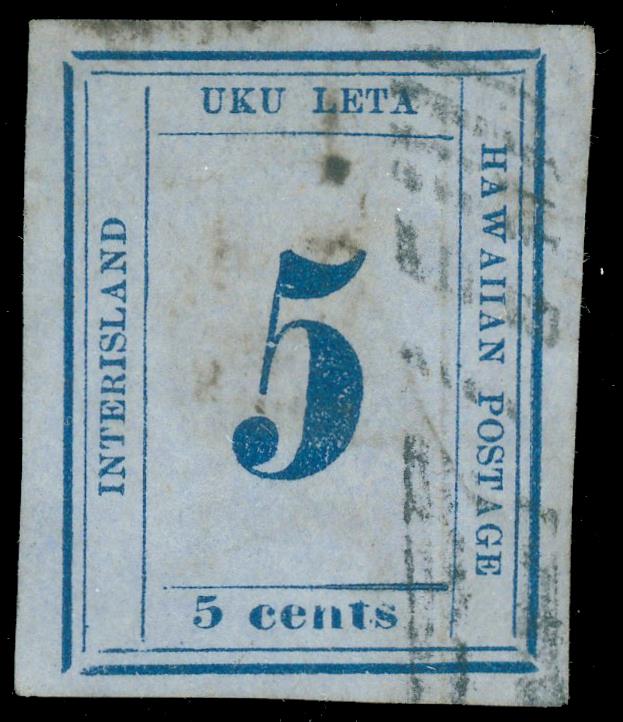 UKU LETA
INTERISLAND
HAWAIIAN POSTAGE
5
5 cents